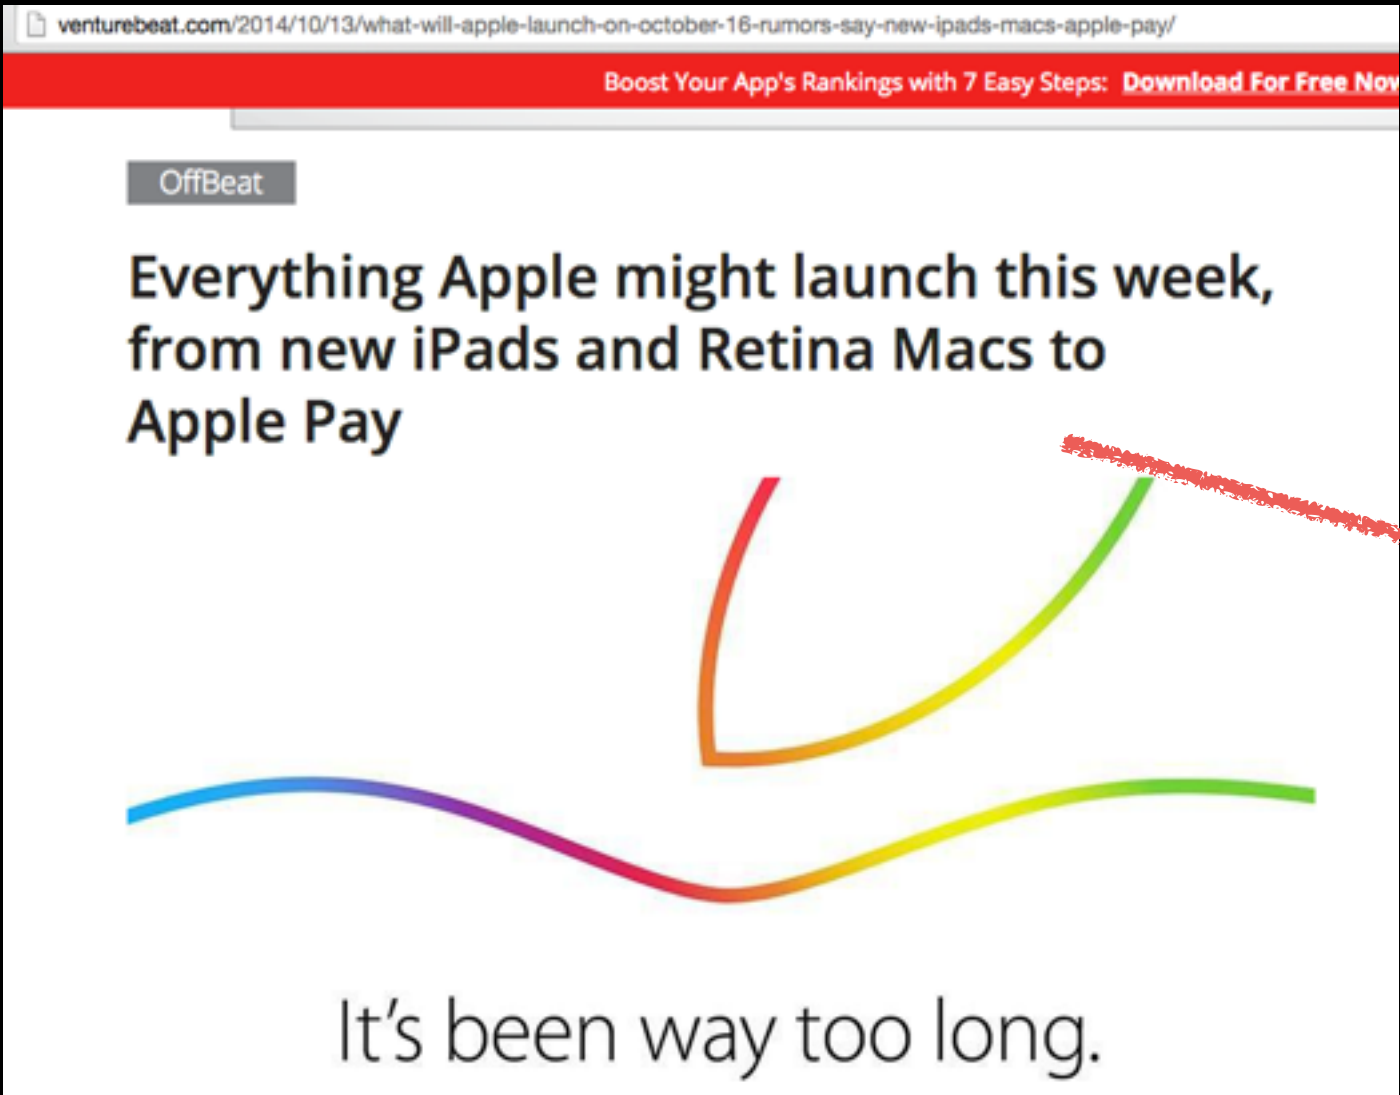 venturebeat.com/2014/10/13/what-will-apple-launch-on-october-16-rumors-say-new-ipads-macs-apple-pay/
Boost Your App's Rankings with 7 Easy Steps: Download For Free Now
OffBeat
Everything Apple might launch this week,
from new iPads and Retina Macs to
Apple Pay
It's been way too long.